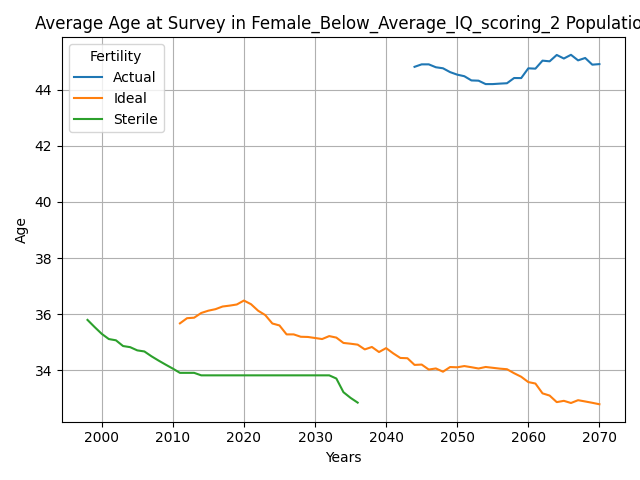 Average Age at Survey in Female_Below_Average_IQ_scoring_2 Populatio
Fertility
Actual
Ideal
Sterile
44
42
40
38
36
34
Age
2000 2010 2020 2030 2040 2050 2060 2070
Years